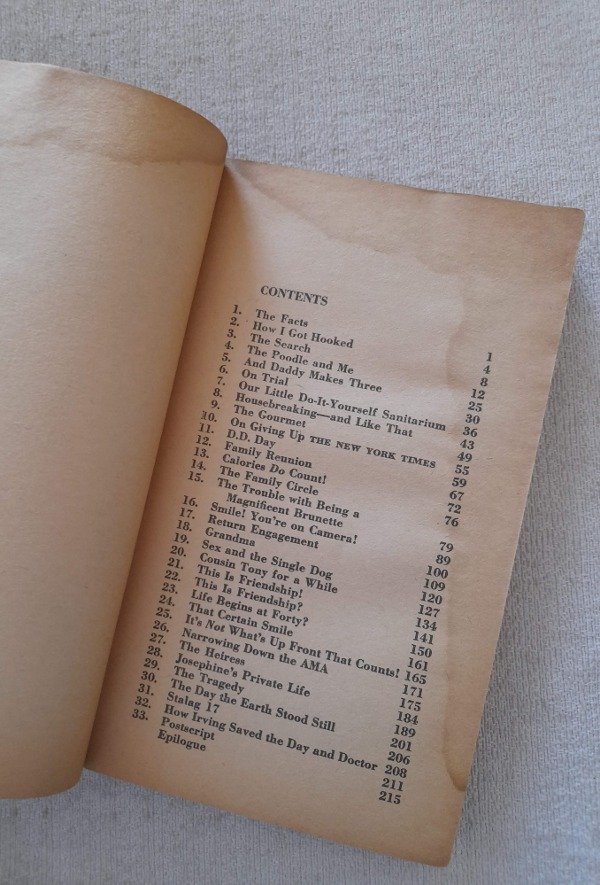 CONTENTS
1. The Facts 1
2. How I Got Hooked 4
3. The Search 8
4. The Poodle and Me 12
5. And Daddy Makes Three 25
6. On Trial 30
7. Our Little Do-It-Yourself Sanitarium 36
8. Housebreaking—and Like That 43
9. The Gourmet 49
10. On Giving Up THE NEW YORK TIMES 55
11. D.D. Day 59
12. Family Reunion 67
13. Calories Do Count! 72
14. The Family Circle 76
15. The Trouble with Being a
Magnificent Brunette 79
16. Smile! You're on Camera! 89
17. Return Engagement 100
18. Grandma 109
19. Sex and the Single Dog 120
20. Cousin Tony for a While 127
21. This Is Friendship! 134
22. This Is Friendship? 141
23. Life Begins at Forty? 150
24. That Certain Smile 161
25. It's Not What's Up Front That Counts! 165
26. Narrowing Down the AMA 171
27. The Heiress 175
28. Josephine's Private Life 184
29. The Tragedy 189
30. The Day the Earth Stood Still 201
31. Stalag 17 206
32. How Irving Saved the Day and Doctor 208
33. Postscript 211
Epilogue 215